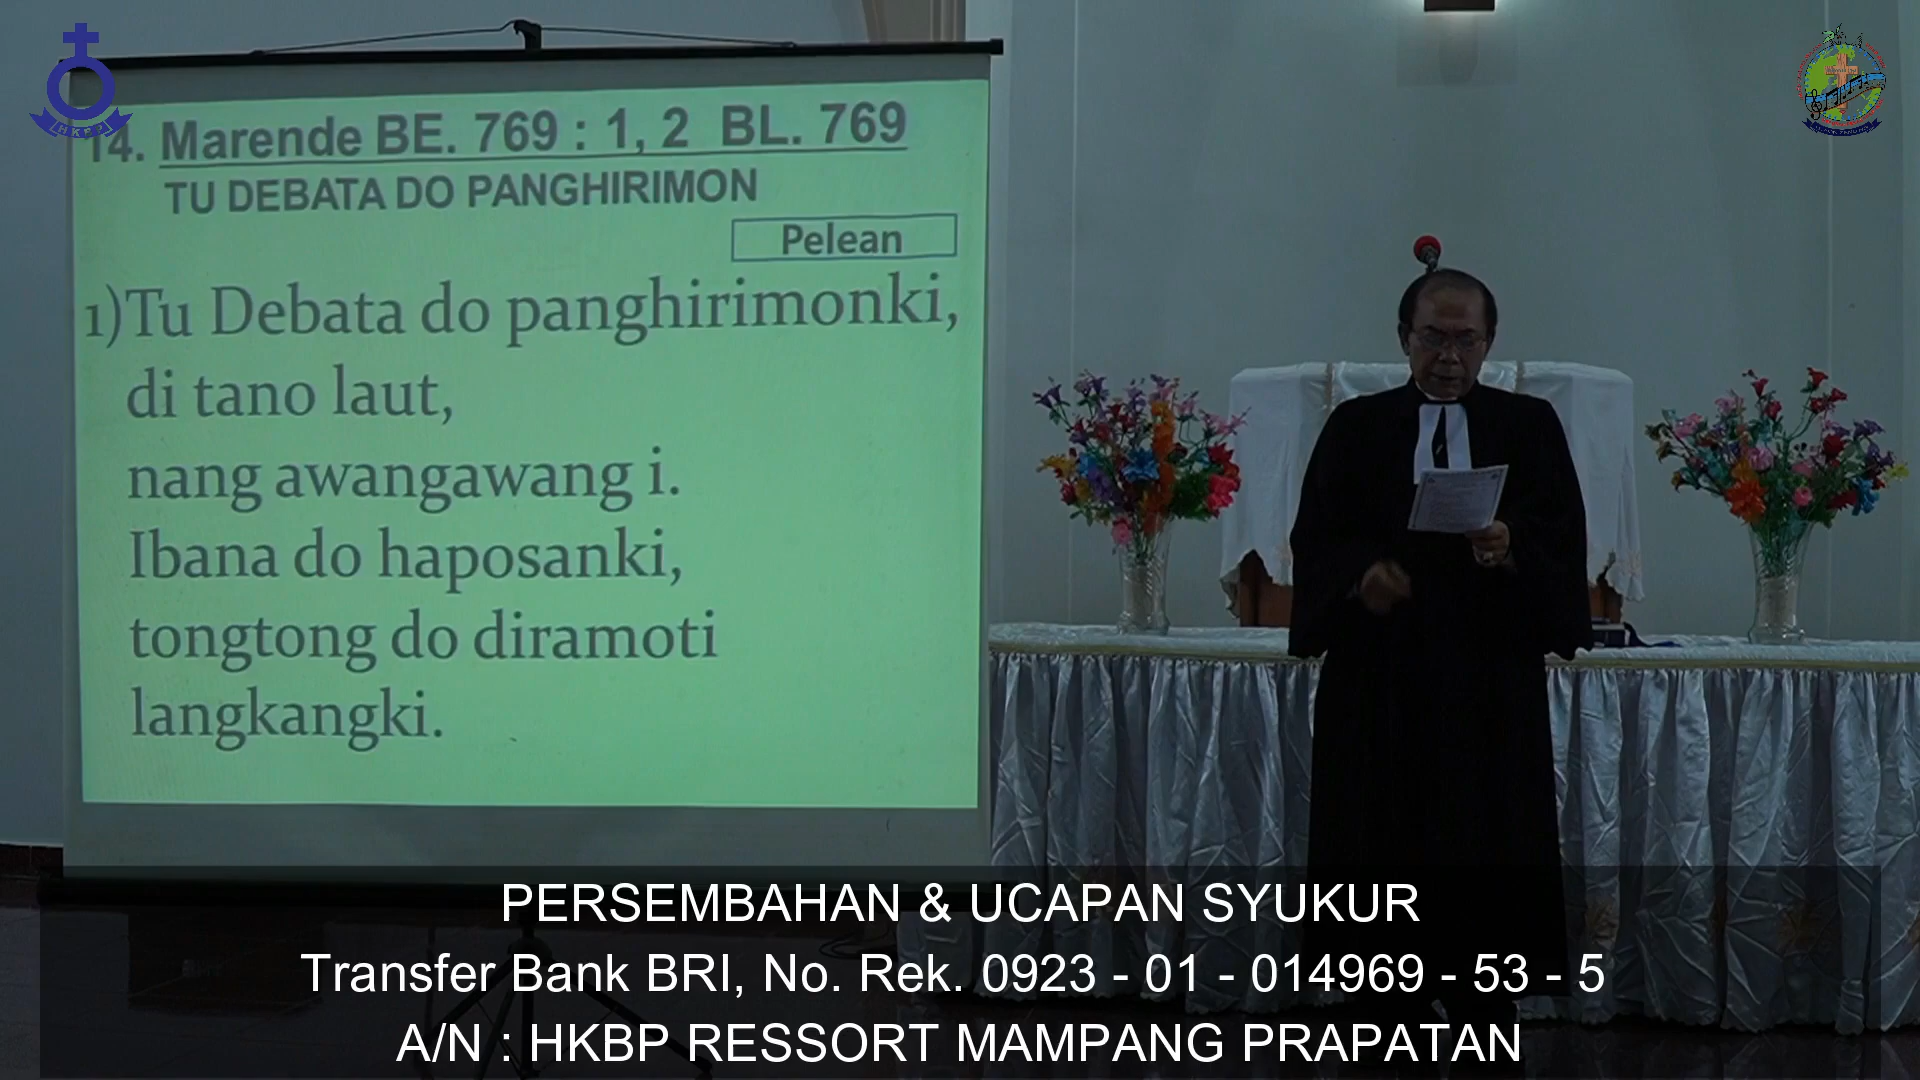 HKBP
14. Marende BE. 769 : 1, 2 BL. 769
TU DEBATA DO PANGHIRIMON
Pelean
1)Tu Debata do panghirimonki,
di tano laut,
nang awangawang i.
Ibana do haposanki,
tongtong do diramoti
langkangki.
PERSEMBAHAN & UCAPAN SYUKUR
Transfer Bank BRI, No. Rek. 0923 - 01 - 014969 - 53 - 5
A/N : HKBP RESSORT MAMPANG PRAPATAN